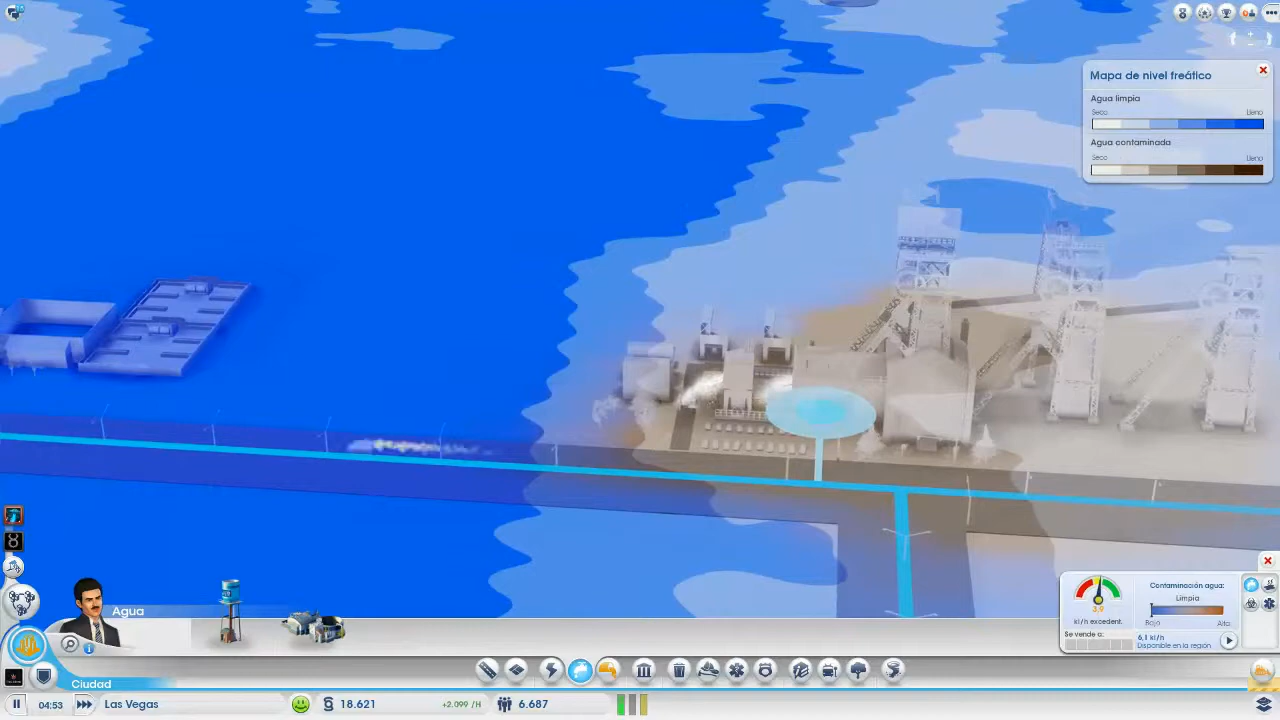 Mapa de nivel freático
Agua limpia
Seco Lleno
Agua contaminada
Seco Lleno
Agua
Contaminación agua:
Limpia
Bajo Alto
3,9
kl/h excedent.
Se vende a:
6,1 kl/h
Disponible en la región
Ciudad
04:53
Las Vegas
18.621
+2.099 /H
6.687